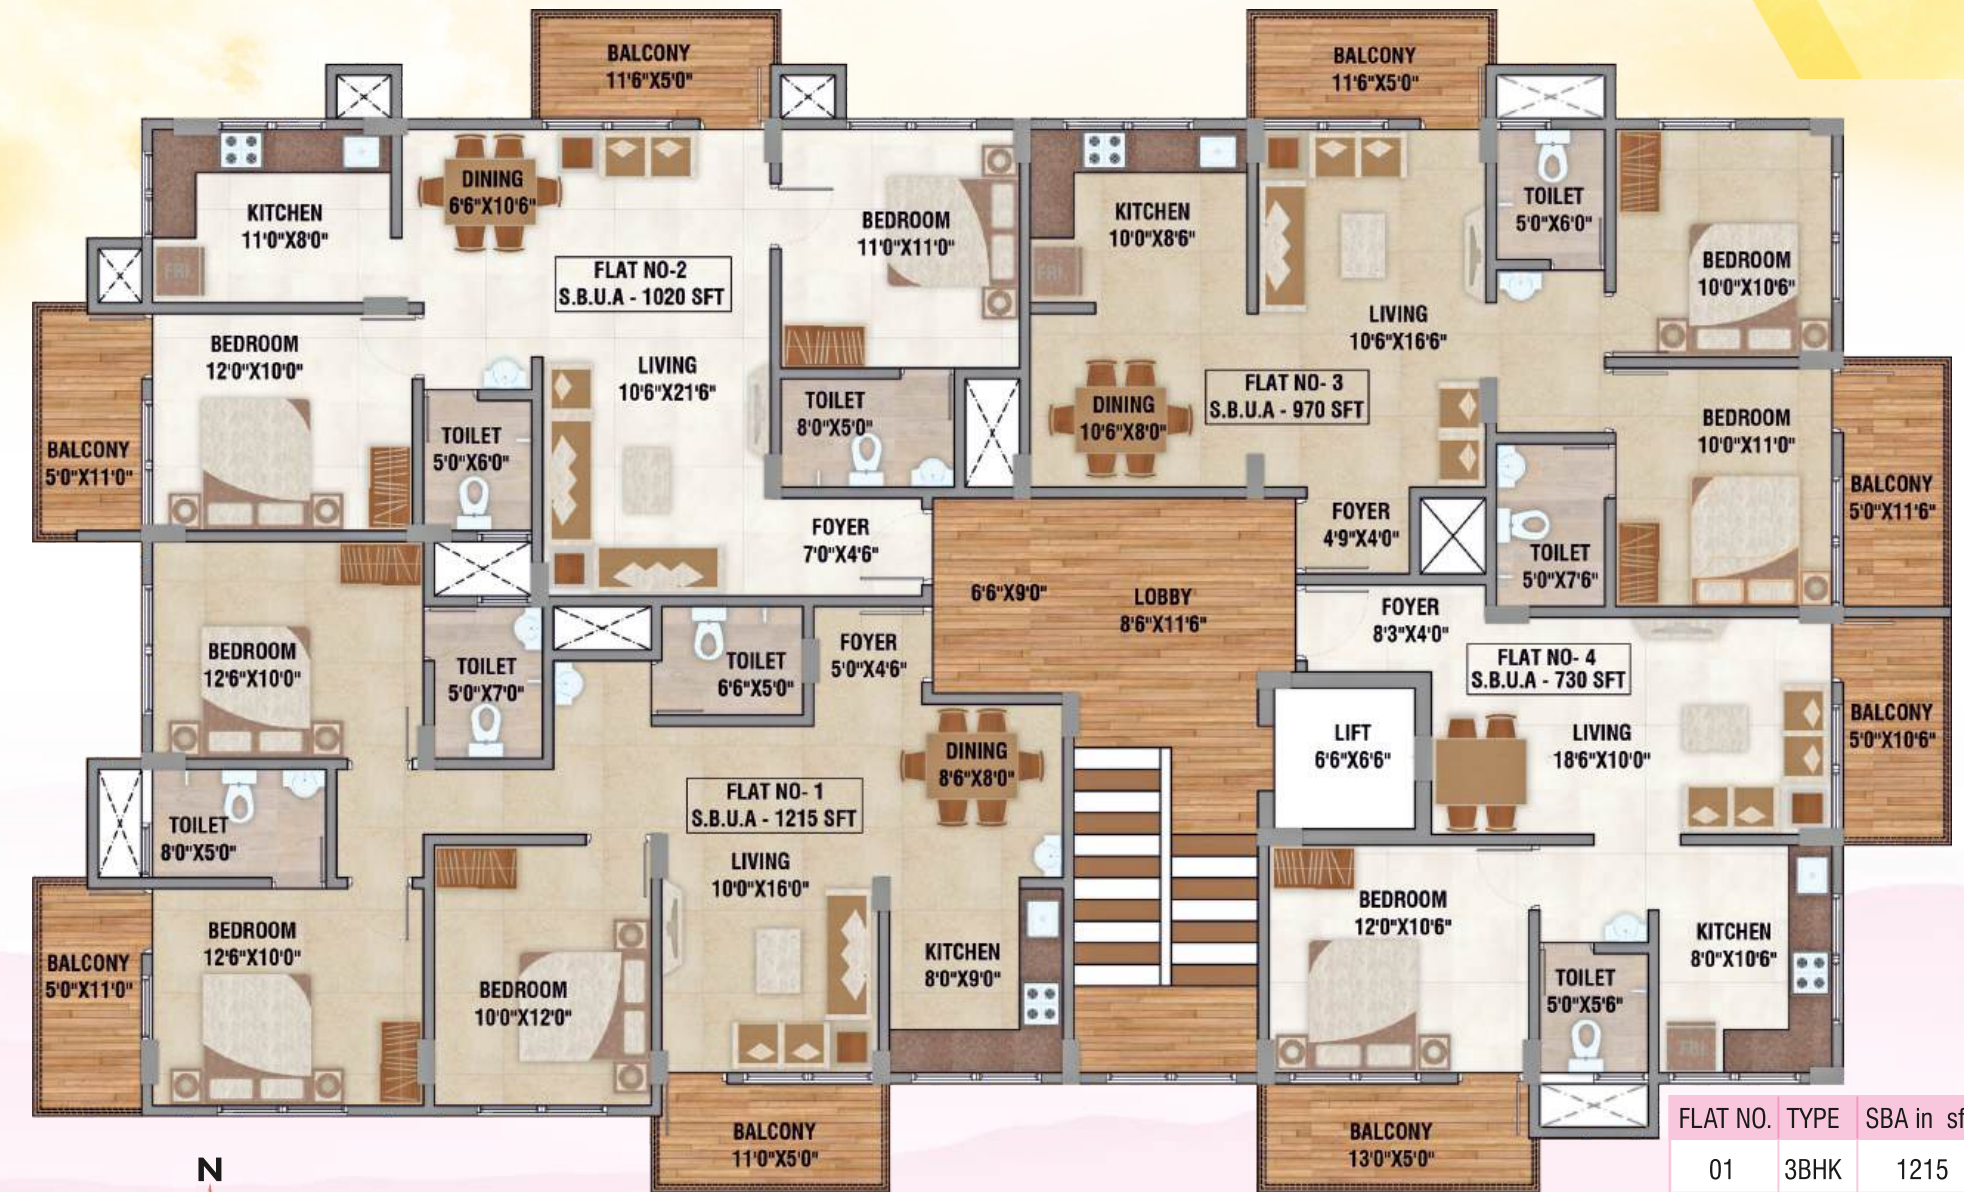 BALCONY
11'6"X5'0"
BALCONY
11'6"X5'0"
KITCHEN
11'0"X8'0"
FRI.
DINING
6'6"X10'6"
FLAT NO-2
S.B.U.A - 1020 SFT
BEDROOM
11'0"X11'0"
KITCHEN
10'0"X8'6"
FRI.
LIVING
10'6"X16'6"
TOILET
5'0"X6'0"
BEDROOM
10'0"X10'6"
BEDROOM
12'0"X10'0"
BALCONY
5'0"X11'0"
TOILET
5'0"X6'0"
LIVING
10'6"X21'6"
TOILET
8'0"X5'0"
FOYER
7'0"X4'6"
DINING
10'6"X8'0"
FLAT NO- 3
S.B.U.A - 970 SFT
BEDROOM
10'0"X11'0"
BALCONY
5'0"X11'6"
FOYER
4'9"X4'0"
TOILET
5'0"X7'6"
6'6"X9'0"
LOBBY
8'6"X11'6"
FOYER
8'3"X4'0"
FLAT NO- 4
S.B.U.A - 730 SFT
BEDROOM
12'6"X10'0"
TOILET
5'0"X7'0"
TOILET
6'6"X5'0"
FOYER
5'0"X4'6"
LIFT
6'6"X6'6"
LIVING
18'6"X10'0"
BALCONY
5'0"X10'6"
TOILET
8'0"X5'0"
FLAT NO- 1
S.B.U.A - 1215 SFT
DINING
8'6"X8'0"
LIVING
10'0"X16'0"
BALCONY
5'0"X11'0"
BEDROOM
12'6"X10'0"
BEDROOM
10'0"X12'0"
KITCHEN
8'0"X9'0"
BEDROOM
12'0"X10'6"
TOILET
5'0"X5'6"
KITCHEN
8'0"X10'6"
FRI.
BALCONY
11'0"X5'0"
BALCONY
13'0"X5'0"
N
FLAT NO. TYPE SBA in sf
01 3BHK 1215